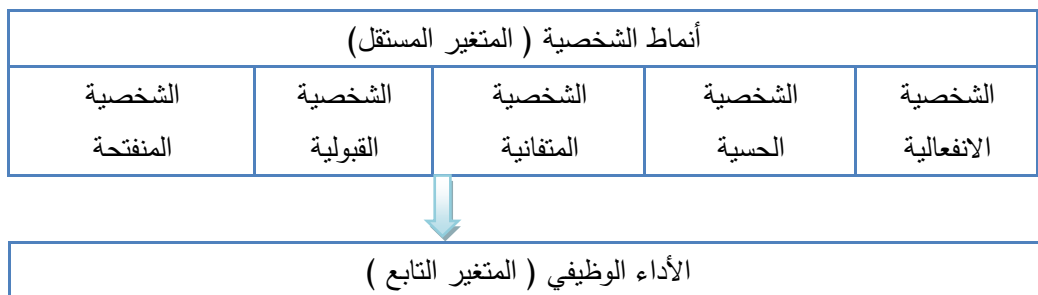 أنماط الشخصية ( المتغير المستقل)
الشخصية الشخصية الشخصية الشخصية الشخصية
الانفعالية الحسية المتفانية القبولية المنفتحة
الأداء الوظيفي ( المتغير التابع )